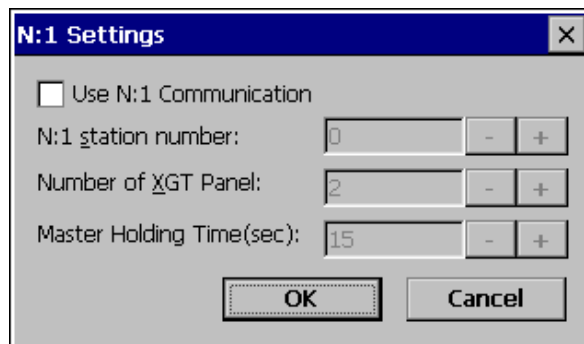 N:1 Settings
Use N:1 Communication
N:1 station number: 0 - +
Number of XGT Panel: 2 - +
Master Holding Time(sec): 15 - +
OK Cancel